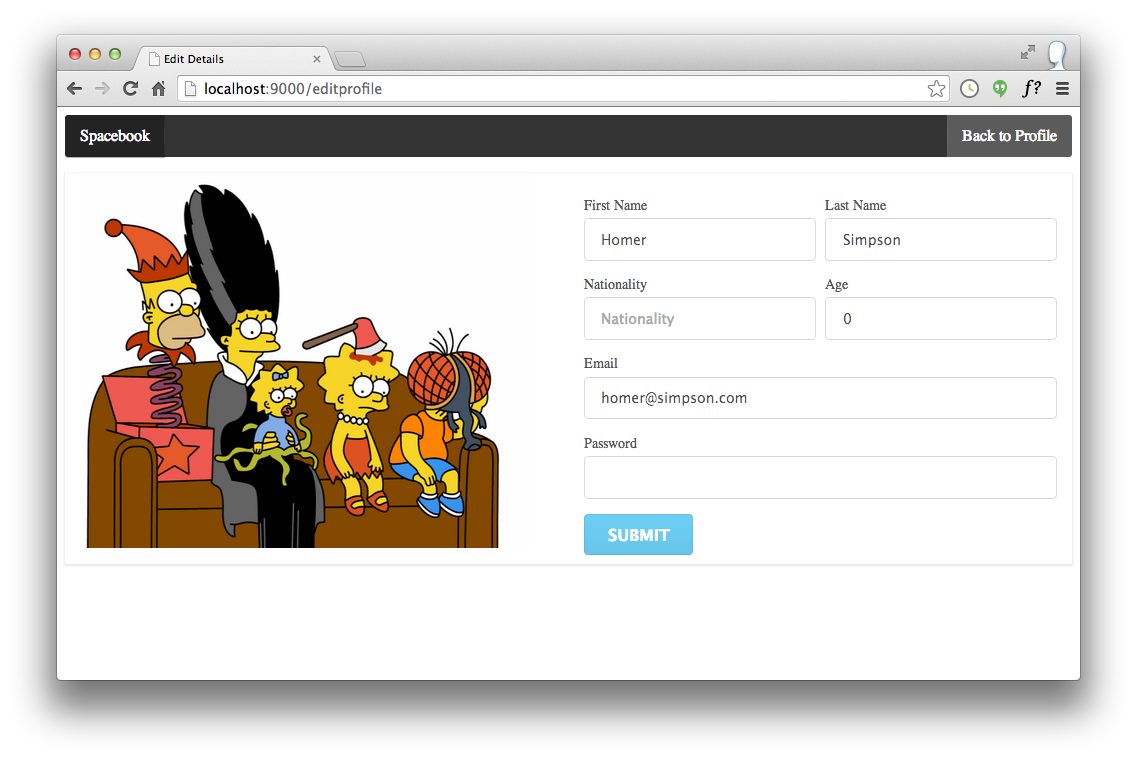 Edit Details
localhost:9000/editprofile
f?
Spacebook Back to Profile
First Name Last Name
Homer Simpson
Nationality Age
Nationality 0
Email
homer@simpson.com
Password
SUBMIT